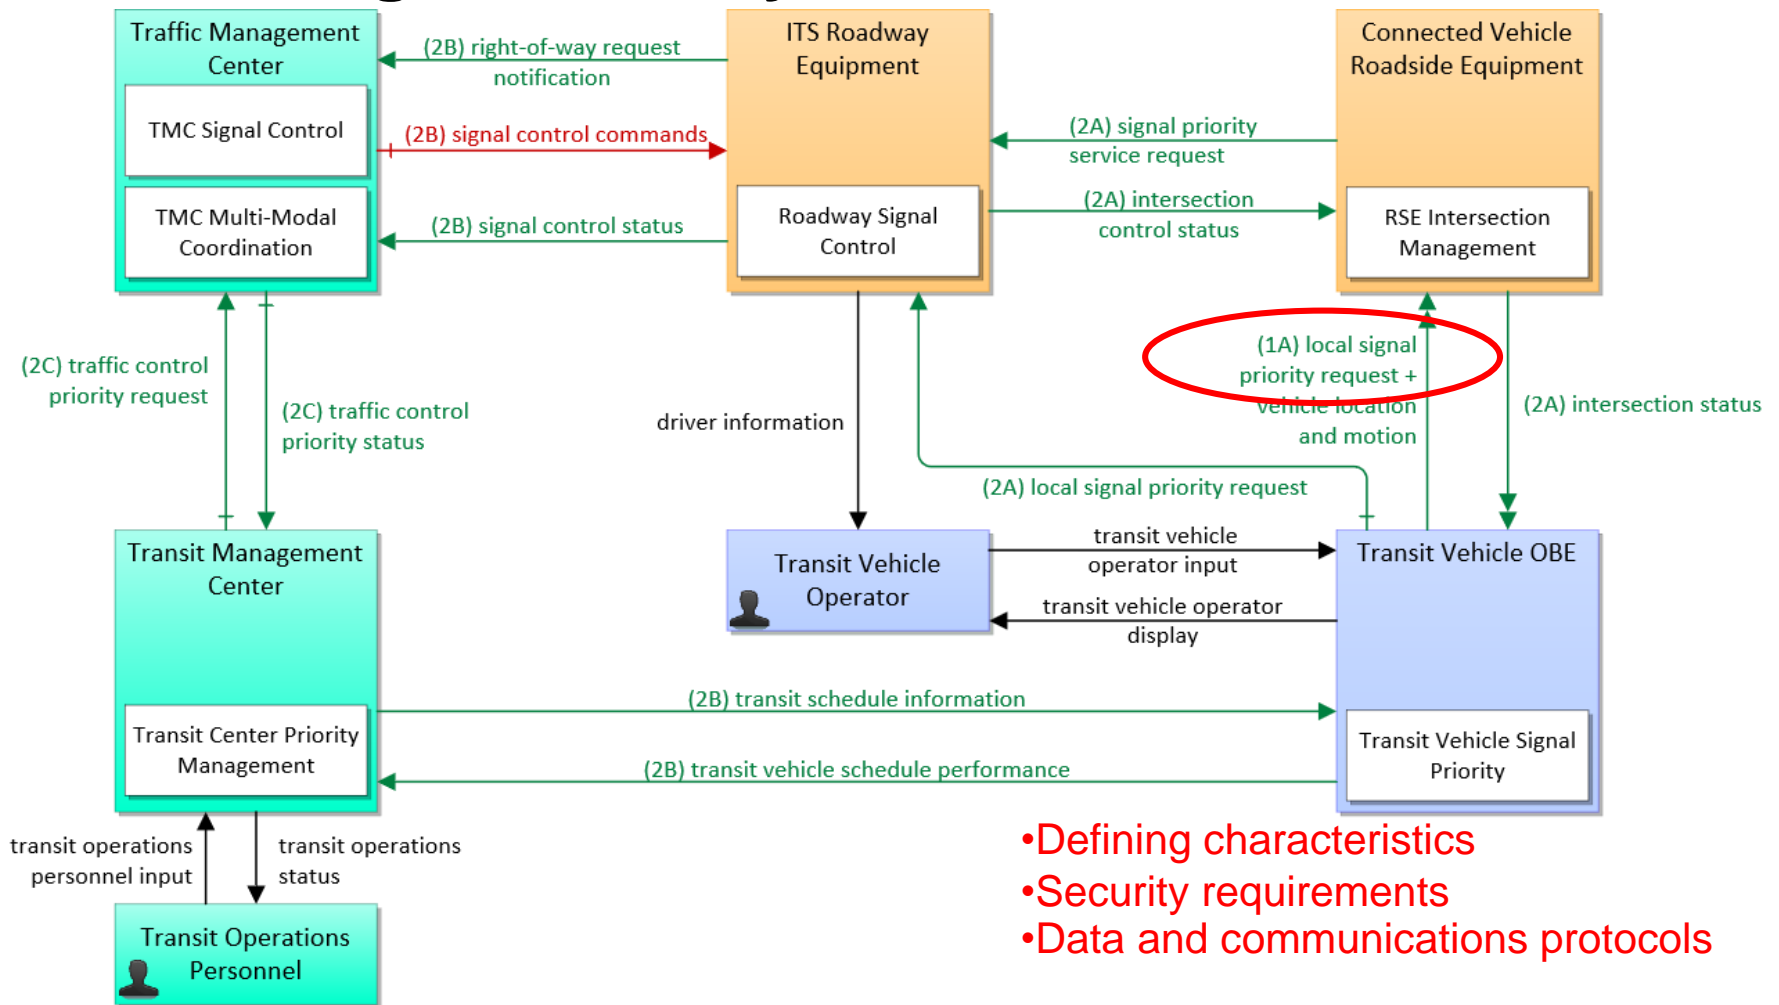 Traffic Management
Center
TMC Signal Control
TMC Multi-Modal
Coordination
(2B) right-of-way request
notification
(2B) signal control commands
(2B) signal control status
ITS Roadway
Equipment
Roadway Signal
Control
(2A) signal priority
service request
(2A) intersection
control status
Connected Vehicle
Roadside Equipment
RSE Intersection
Management
(2C) traffic control
priority request
(2C) traffic control
priority status
driver information
(1A) local signal
priority request +
vehicle location
and motion
(2A) intersection status
(2A) local signal priority request
Transit Management
Center
Transit Center Priority
Management
Transit Vehicle
Operator
transit vehicle
operator input
transit vehicle operator
display
Transit Vehicle OBE
Transit Vehicle Signal
Priority
(2B) transit schedule information
(2B) transit vehicle schedule performance
transit operations
personnel input
transit operations
status
Transit Operations
Personnel
•Defining characteristics
•Security requirements
•Data and communications protocols